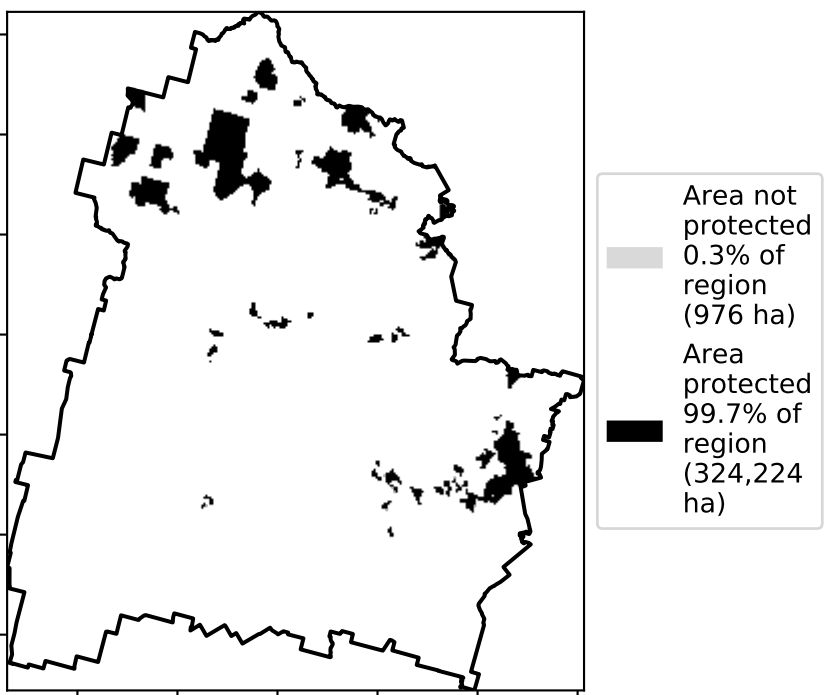 Area not
protected
0.3% of
region
(976 ha)
Area
protected
99.7% of
region
(324,224
ha)